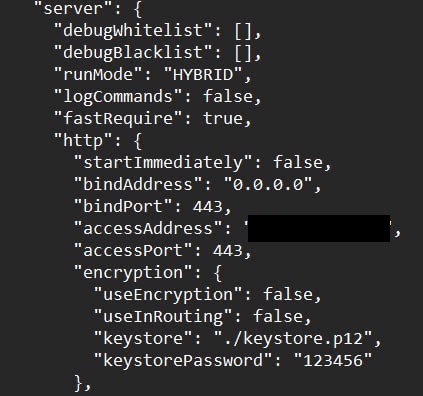 "server": {
"debugWhitelist": [],
"debugBlacklist": [],
"runMode": "HYBRID",
"logCommands": false,
"fastRequire": true,
"http": {
"startImmediately": false,
"bindAddress": "0.0.0.0",
"bindPort": 443,
"accessAddress": "",
"accessPort": 443,
"encryption": {
"useEncryption": false,
"useInRouting": false,
"keystore": "./keystore.p12",
"keystorePassword": "123456"
},